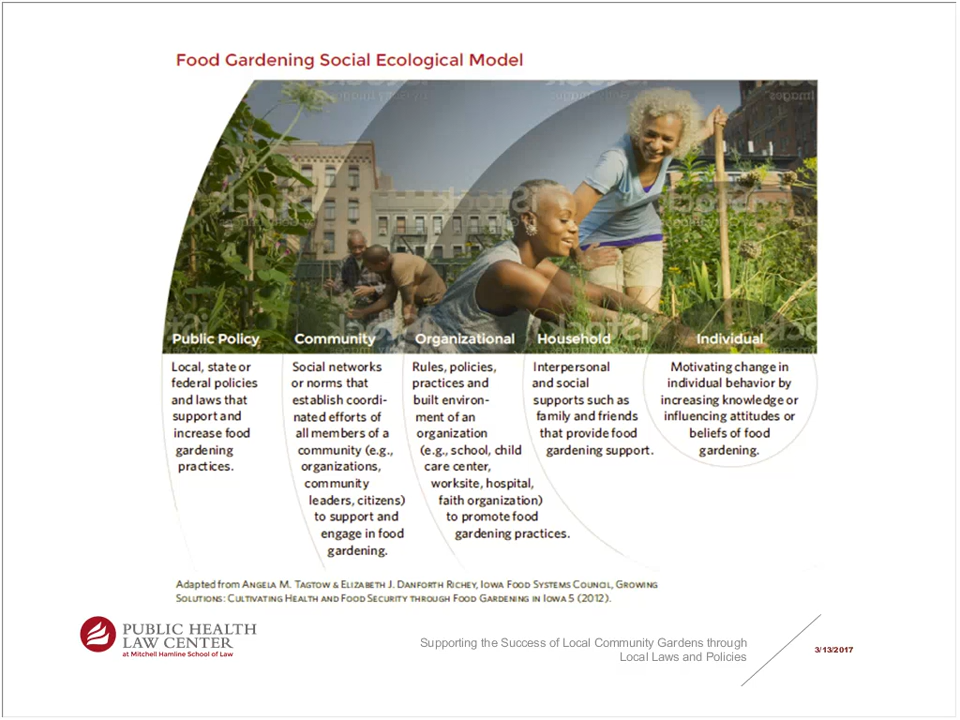 Food Gardening Social Ecological Model
iStock
Public Policy
Community
Organizational
Household
Individual
Local, state or
federal policies
and laws that
support and
increase food
gardening
practices.
Social networks
or norms that
establish coordi-
nated efforts of
all members of a
community (e.g.,
organizations,
community
leaders, citizens)
to support and
engage in food
gardening.
Rules, policies,
practices and
built environ-
ment of an
organization
(e.g., school, child
care center,
worksite, hospital,
faith organization)
to promote food
gardening practices.
Interpersonal
and social
supports such as
family and friends
that provide food
gardening support.
Motivating change in
individual behavior by
increasing knowledge or
influencing attitudes or
beliefs of food
gardening.
Adapted from Angela M. Tagtow & Elizabeth J. Danforth Richey, Iowa Food Systems Council, Growing
Solutions: Cultivating Health and Food Security through Food Gardening in Iowa 5 (2012).
PUBLIC HEALTH
LAW CENTER
at Mitchell Hamline School of Law
Supporting the Success of Local Community Gardens through
Local Laws and Policies
3/13/2017